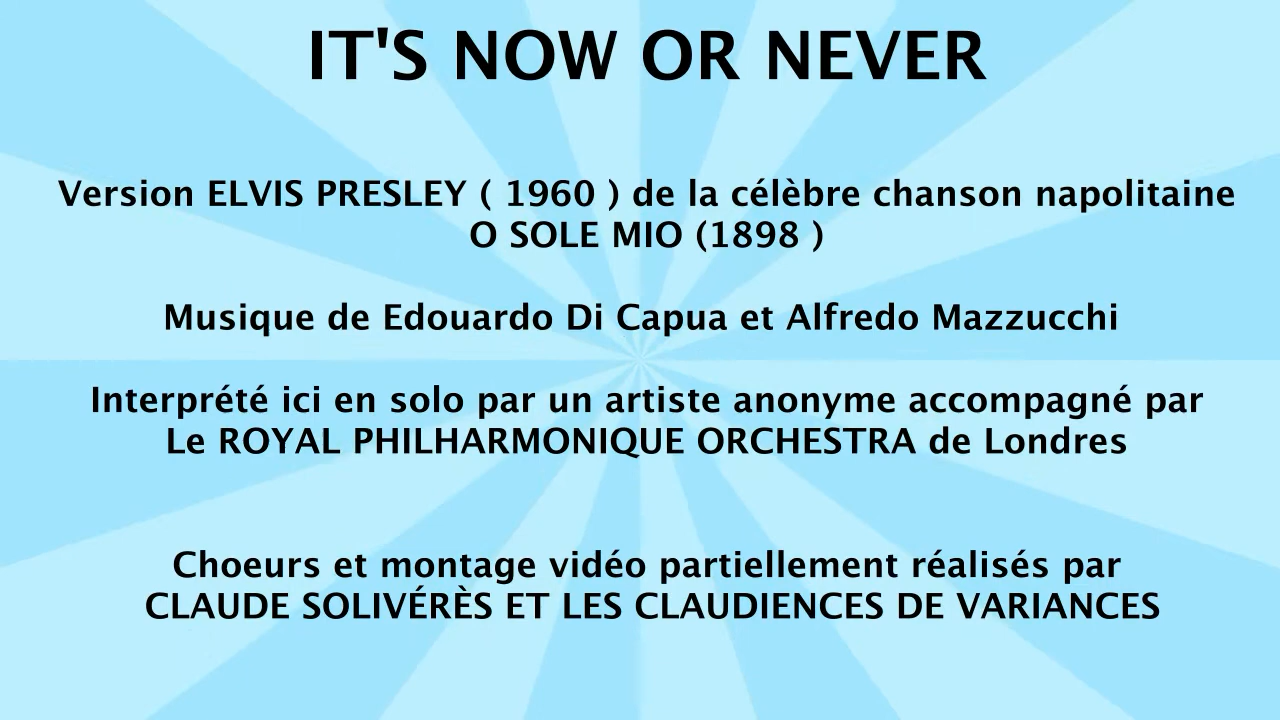 IT'S NOW OR NEVER
Version ELVIS PRESLEY ( 1960 ) de la célèbre chanson napolitaine
O SOLE MIO (1898 )
Musique de Edouardo Di Capua et Alfredo Mazzucchi
Interprété ici en solo par un artiste anonyme accompagné par
Le ROYAL PHILHARMONIQUE ORCHESTRA de Londres
Choeurs et montage vidéo partiellement réalisés par
CLAUDE SOLIVÉRÈS ET LES CLAUDIENCES DE VARIANCES